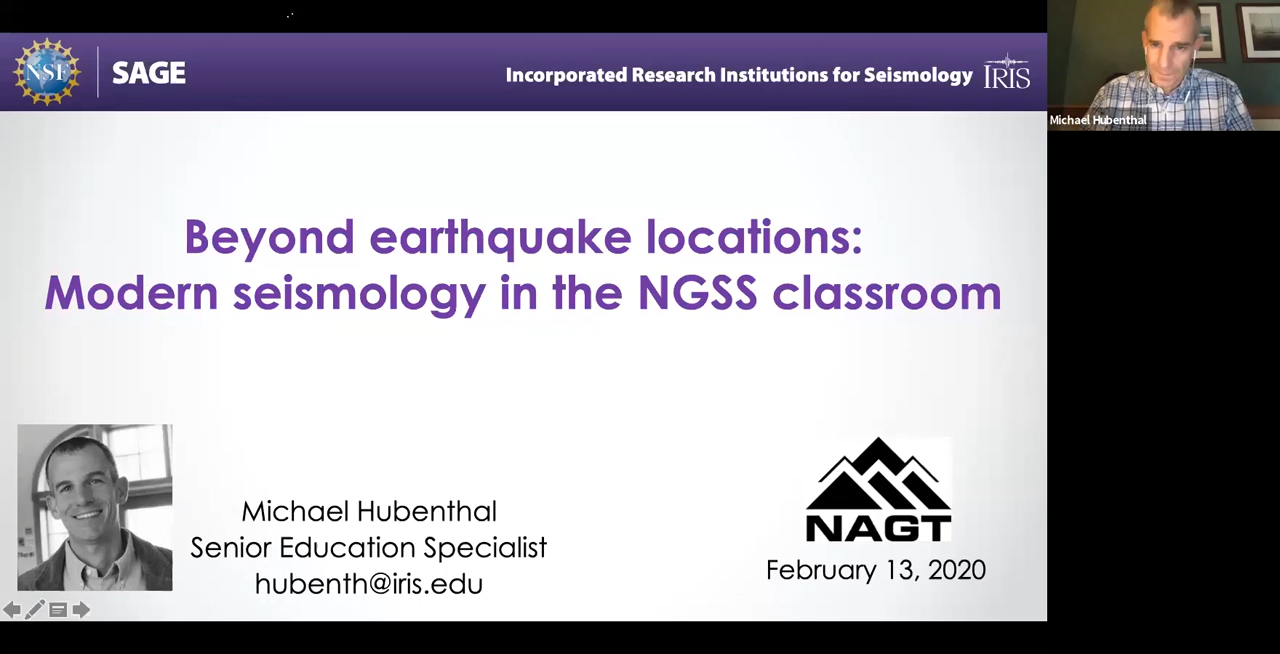 NSF
SAGE
Incorporated Research Institutions for Seismology
IRIS
Michael Hubenthal
Beyond earthquake locations:
Modern seismology in the NGSS classroom
Michael Hubenthal
Senior Education Specialist
hubenth@iris.edu
NAGT
February 13, 2020